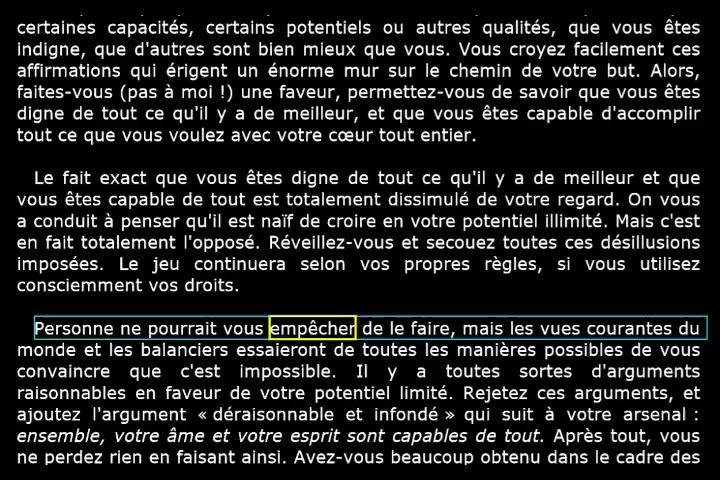 certaines capacités, certains potentiels ou autres qualités, que vous êtes
indigne, que d'autres sont bien mieux que vous. Vous croyez facilement ces
affirmations qui érigent un énorme mur sur le chemin de votre but. Alors,
faites-vous (pas à moi !) une faveur, permettez-vous de savoir que vous êtes
digne de tout ce qu'il y a de meilleur, et que vous êtes capable d'accomplir
tout ce que vous voulez avec votre cœur tout entier.
Le fait exact que vous êtes digne de tout ce qu'il y a de meilleur et que
vous êtes capable de tout est totalement dissimulé de votre regard. On vous
a conduit à penser qu'il est naïf de croire en votre potentiel illimité. Mais c'est
en fait totalement l'opposé. Réveillez-vous et secouez toutes ces désillusions
imposées. Le jeu continuera selon vos propres règles, si vous utilisez
consciemment vos droits.
Personne ne pourrait vous empêcher de le faire, mais les vues courantes du
monde et les balanciers essaieront de toutes les manières possibles de vous
convaincre que c'est impossible. Il y a toutes sortes d'arguments
raisonnables en faveur de votre potentiel limité. Rejetez ces arguments, et
ajoutez l'argument « déraisonnable et infondé » qui suit à votre arsenal :
ensemble, votre âme et votre esprit sont capables de tout. Après tout, vous
ne perdez rien en faisant ainsi. Avez-vous beaucoup obtenu dans le cadre des